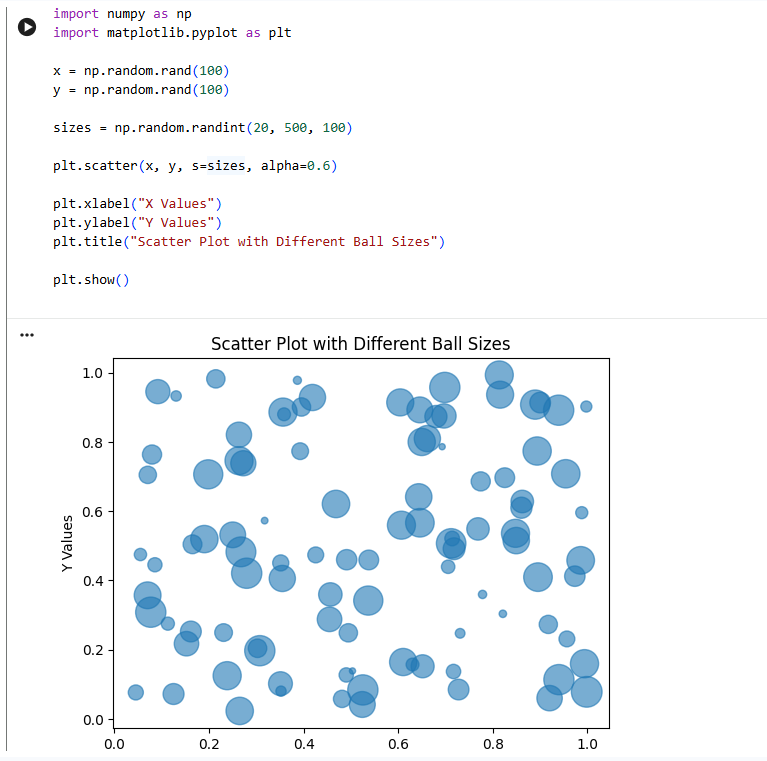 import numpy as np
import matplotlib.pyplot as plt
x = np.random.rand(100)
y = np.random.rand(100)
sizes = np.random.randint(20, 500, 100)
plt.scatter(x, y, s=sizes, alpha=0.6)
plt.xlabel("X Values")
plt.ylabel("Y Values")
plt.title("Scatter Plot with Different Ball Sizes")
plt.show()
Scatter Plot with Different Ball Sizes
1.0
0.8
0.6
0.4
0.2
0.0
Y Values
0.0 0.2 0.4 0.6 0.8 1.0